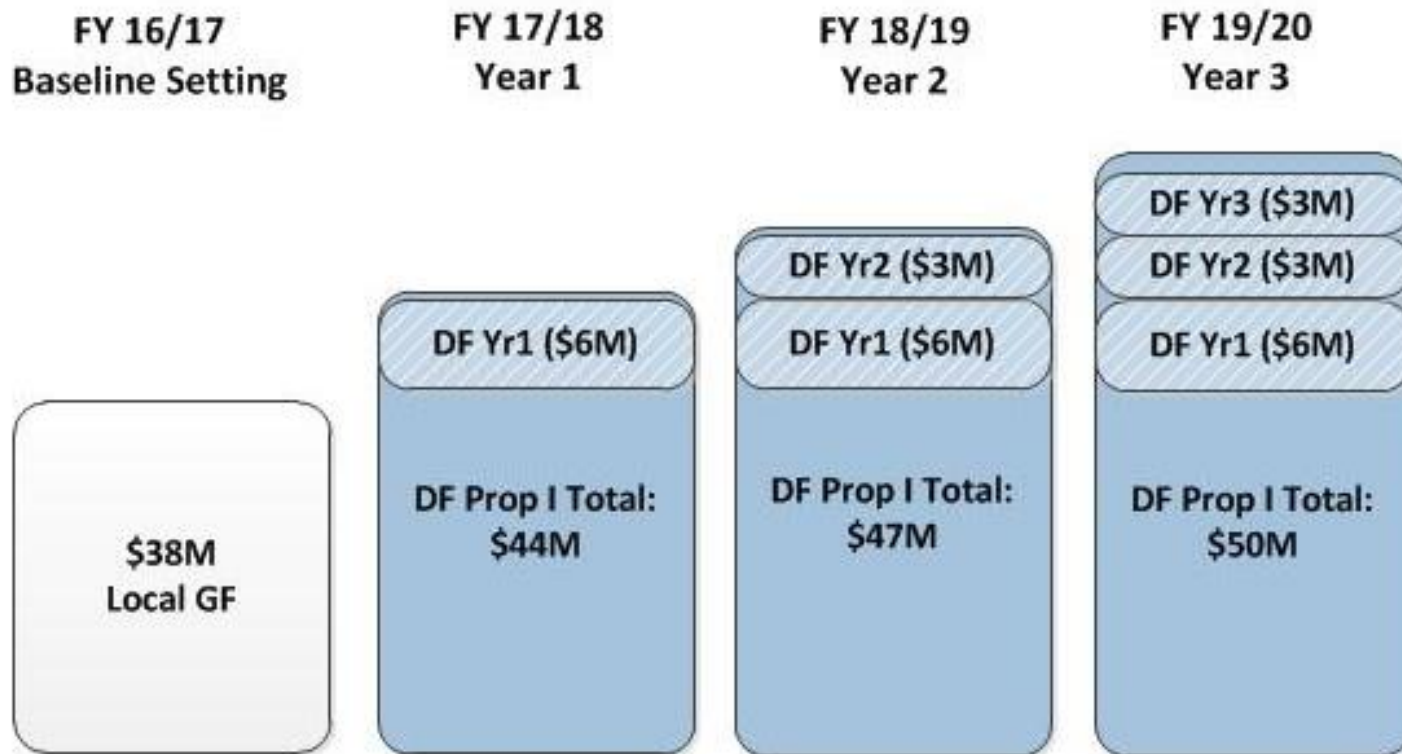 FY 16/17
Baseline Setting
FY 17/18
Year 1
FY 18/19
Year 2
FY 19/20
Year 3
$38M
Local GF
DF Yr1 ($6M)
DF Prop I Total:
$44M
DF Yr2 ($3M)
DF Yr1 ($6M)
DF Prop I Total:
$47M
DF Yr3 ($3M)
DF Yr2 ($3M)
DF Yr1 ($6M)
DF Prop I Total:
$50M